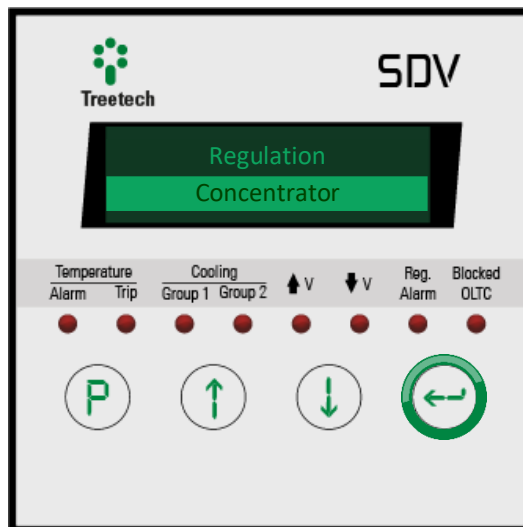 SDV
Treetech
Regulation
Concentrator
Temperature
Alarm Trip
Cooling
Group 1 Group 2
V
V
Reg.
Alarm
Blocked
OLTC
P